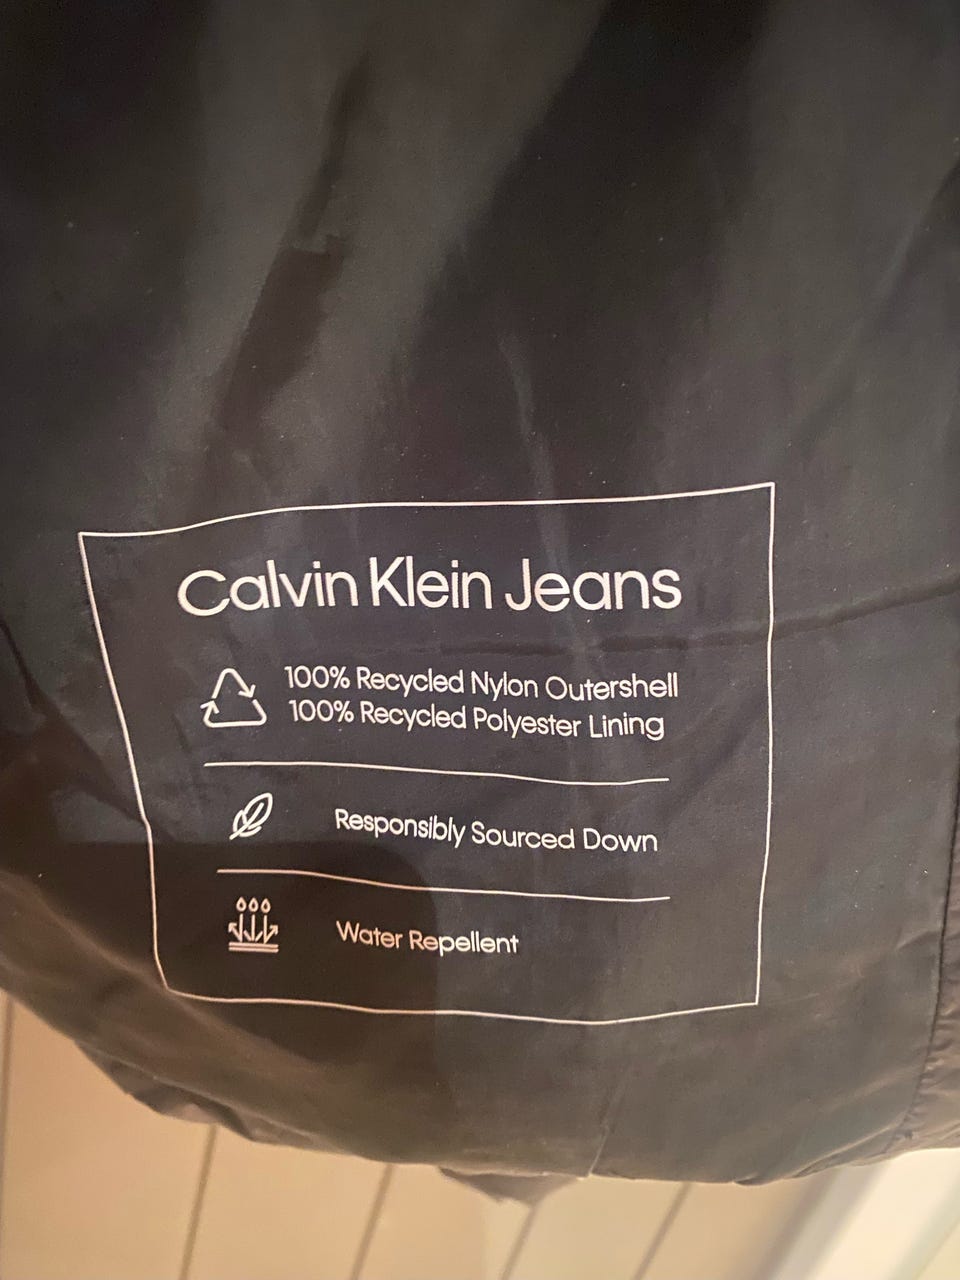 Calvin Klein Jeans
100% Recycled Nylon Outershell
100% Recycled Polyester Lining
Responsibly Sourced Down
Water Repellent